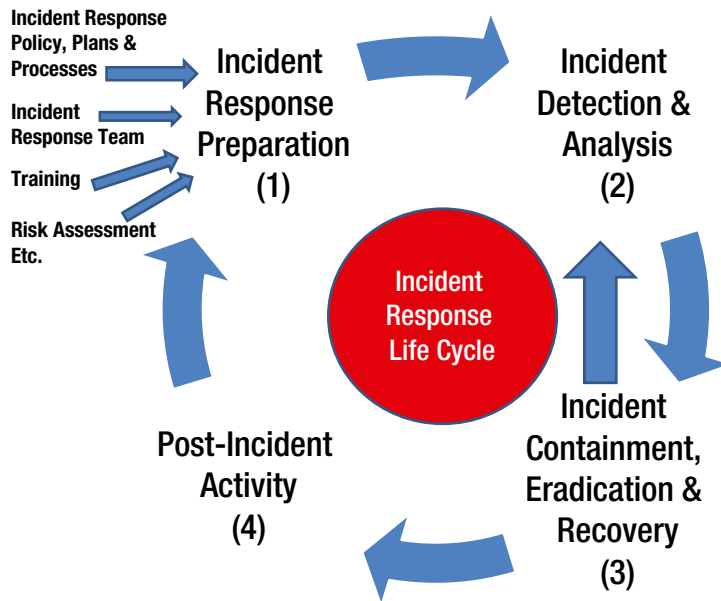 Incident Response
Policy, Plans &
Processes
Incident
Response Team
Training
Risk Assessment
Etc.
Incident
Response
Preparation
(1)
Incident
Detection &
Analysis
(2)
Incident
Response
Life Cycle
Incident
Containment,
Eradication &
Recovery
(3)
Post-Incident
Activity
(4)